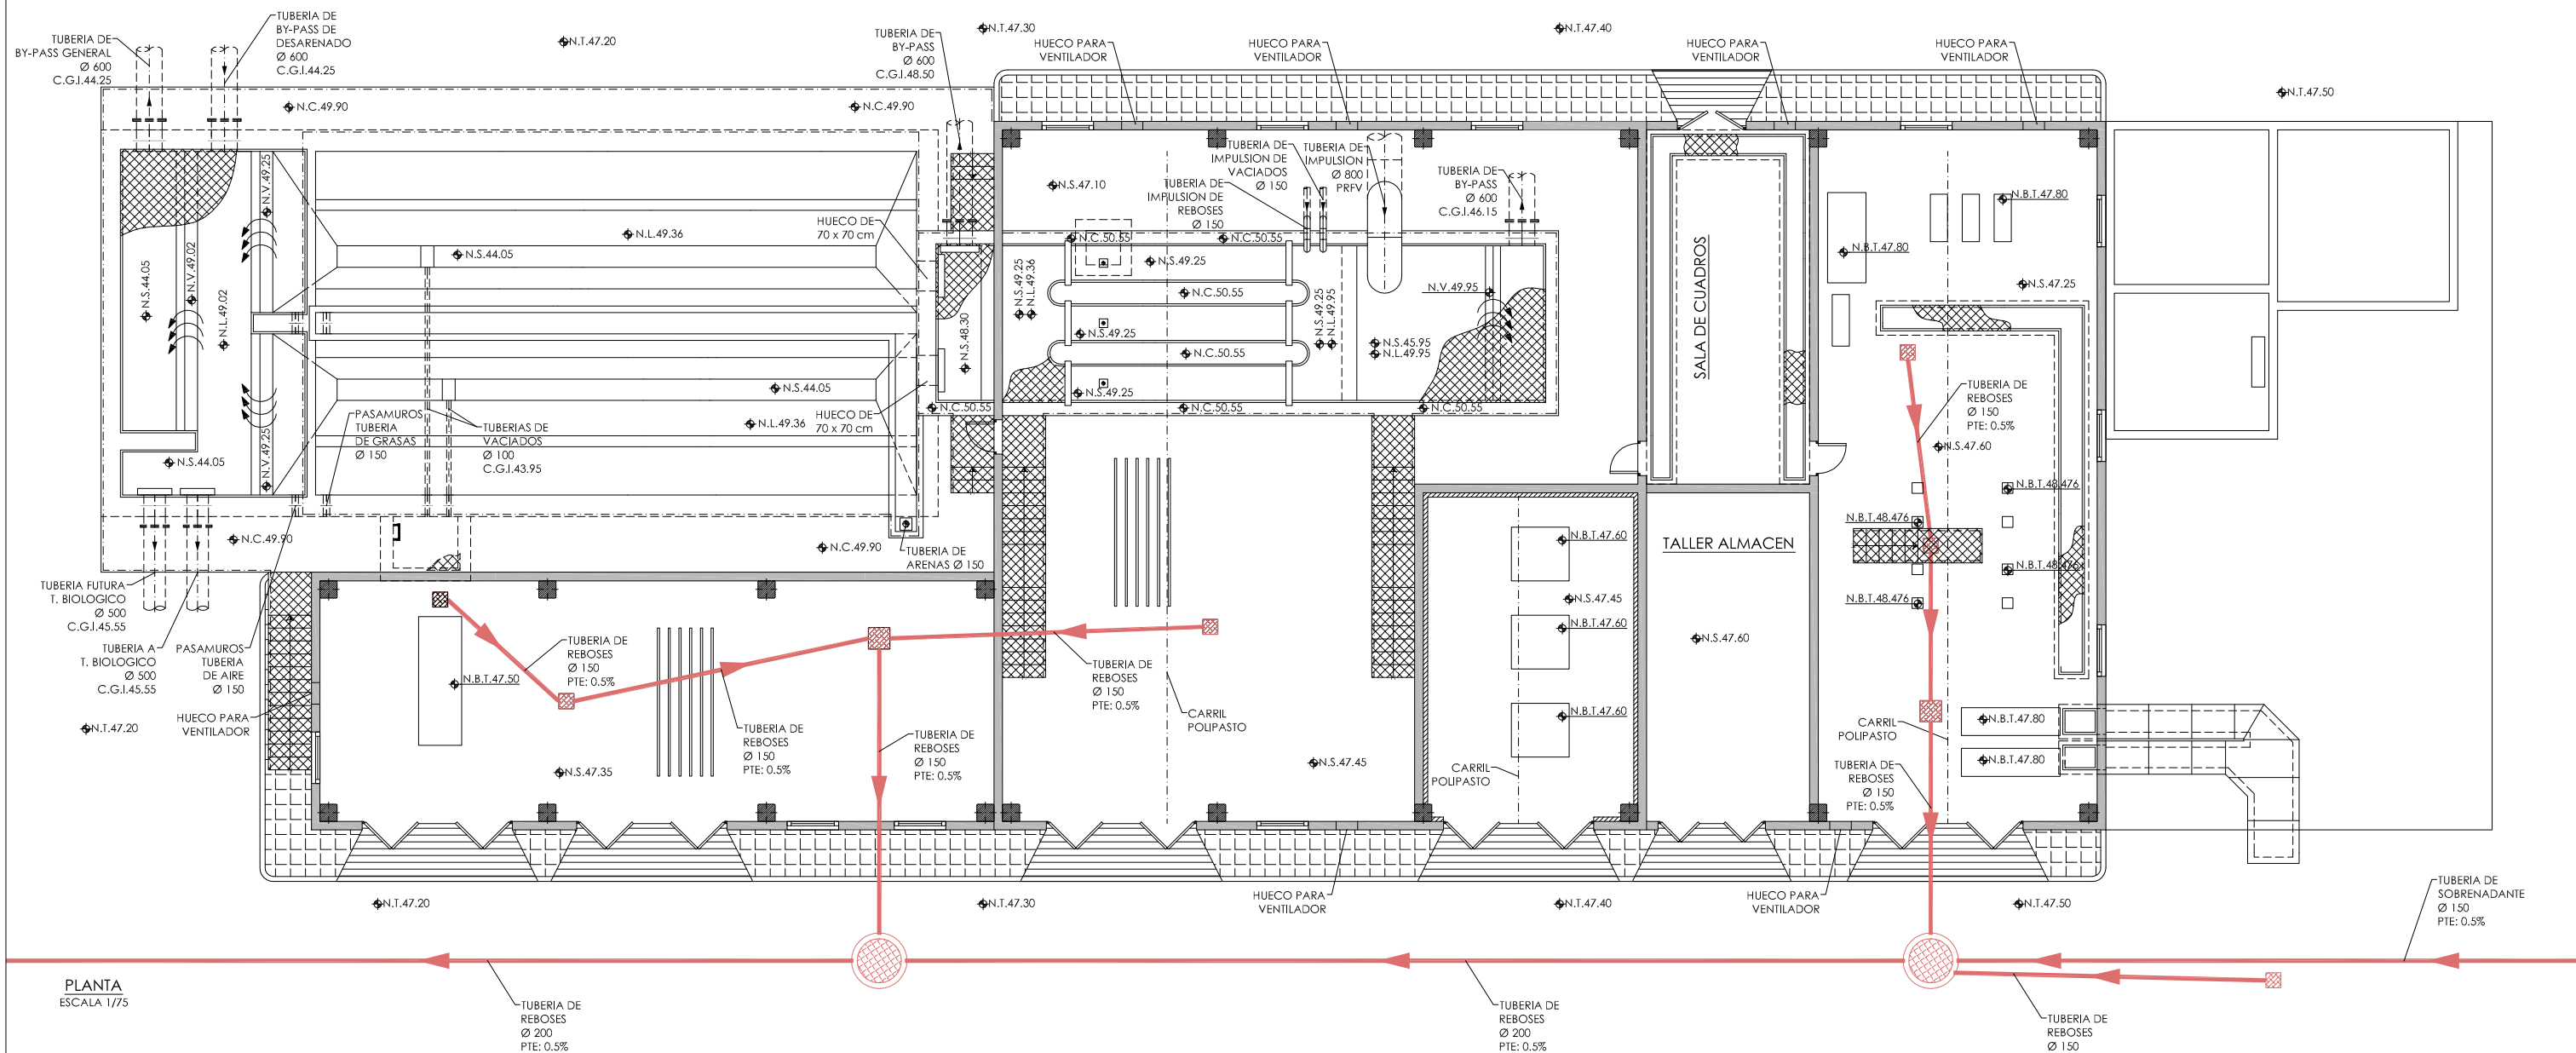 TUBERIA DE
BY-PASS GENERAL
Ø 600
C.G.I.44.25
TUBERIA DE
BY-PASS DE
DESARENADO
Ø 600
C.G.I.44.25
N.T.47.20
TUBERIA DE
BY-PASS
Ø 600
C.G.I.48.50
N.T.47.30
HUECO PARA
VENTILADOR
HUECO PARA
VENTILADOR
N.T.47.40
HUECO PARA
VENTILADOR
HUECO PARA
VENTILADOR
N.T.47.50
N.C.49.90
N.C.49.90
N.V.49.25
N.S.44.05
N.V.49.02
N.L.49.02
N.V.49.25
N.S.44.05
N.L.49.36
N.S.44.05
HUECO DE
70 x 70 cm
N.S.44.05
N.L.49.36
HUECO DE
70 x 70 cm
PASAMUROS
TUBERIA
DE GRASAS
Ø 150
TUBERIAS DE
VACIADOS
Ø 100
C.G.I.43.95
N.S.48.30
N.C.50.55
N.S.47.10
TUBERIA DE
IMPULSION DE
VACIADOS
Ø 150
TUBERIA DE
IMPULSION DE
REBOSES
Ø 150
TUBERIA DE
IMPULSION
Ø 800
PRFV
TUBERIA DE
BY-PASS
Ø 600
C.G.I.46.15
N.C.50.55
N.C.50.55
N.S.49.25
N.S.49.25
N.L.49.36
N.C.50.55
N.S.49.25
N.C.50.55
N.S.49.25
N.S.49.25
N.L.49.95
N.V.49.95
N.S.45.95
N.L.49.95
N.C.50.55
N.C.50.55
SALA DE CUADROS
N.B.T.47.80
N.B.T.47.80
N.S.47.25
TUBERIA DE
REBOSES
Ø 150
PTE: 0.5%
N.S.47.60
N.B.T.48.476
N.B.T.48.476
N.B.T.48.476
N.B.T.48.476
N.C.49.90
N.C.49.90
TUBERIA DE
ARENAS Ø 150
TUBERIA FUTURA
T. BIOLOGICO
Ø 500
C.G.I.45.55
TUBERIA A
T. BIOLOGICO
Ø 500
C.G.I.45.55
PASAMUROS
TUBERIA
DE AIRE
Ø 150
HUECO PARA
VENTILADOR
N.T.47.20
N.B.T.47.50
TUBERIA DE
REBOSES
Ø 150
PTE: 0.5%
TUBERIA DE
REBOSES
Ø 150
PTE: 0.5%
TUBERIA DE
REBOSES
Ø 150
PTE: 0.5%
N.S.47.35
TUBERIA DE
REBOSES
Ø 150
PTE: 0.5%
CARRIL
POLIPASTO
N.S.47.45
N.B.T.47.60
N.S.47.45
N.B.T.47.60
N.B.T.47.60
CARRIL
POLIPASTO
TALLER ALMACEN
N.S.47.60
CARRIL
POLIPASTO
N.B.T.47.80
N.B.T.47.80
TUBERIA DE
REBOSES
Ø 150
PTE: 0.5%
N.T.47.20
N.T.47.30
HUECO PARA
VENTILADOR
N.T.47.40
HUECO PARA
VENTILADOR
N.T.47.50
TUBERIA DE
SOBRENADANTE
Ø 150
PTE: 0.5%
PLANTA
ESCALA 1/75
TUBERIA DE
REBOSES
Ø 200
PTE: 0.5%
TUBERIA DE
REBOSES
Ø 200
PTE: 0.5%
TUBERIA DE
REBOSES
Ø 150